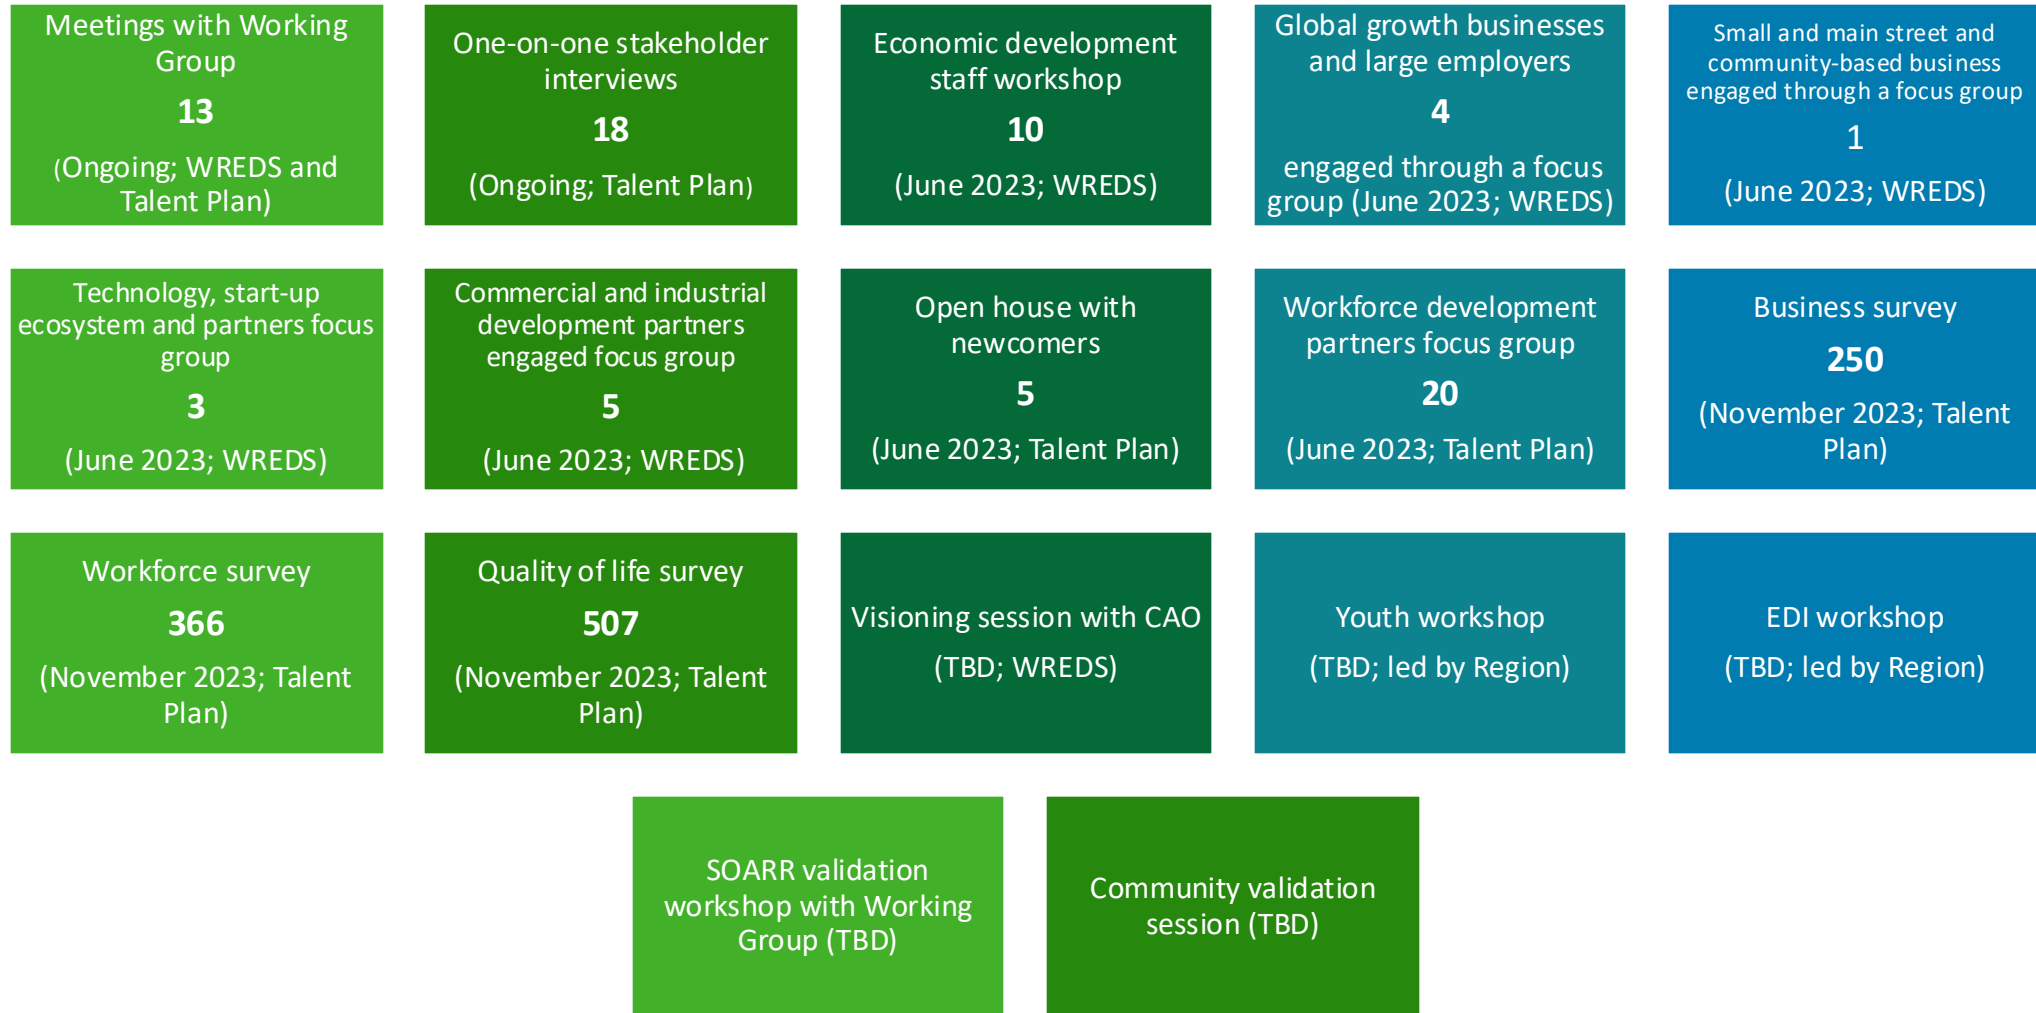 Meetings with Working
Group
13
(Ongoing; WREDS and
Talent Plan)
One-on-one stakeholder
interviews
18
(Ongoing; Talent Plan)
Economic development
staff workshop
10
(June 2023; WREDS)
Global growth businesses
and large employers
4
engaged through a focus
group (June 2023; WREDS)
Small and main street and
community-based business
engaged through a focus group
1
(June 2023; WREDS)
Technology, start-up
ecosystem and partners focus
group
3
(June 2023; WREDS)
Commercial and industrial
development partners
engaged focus group
5
(June 2023; WREDS)
Open house with
newcomers
5
(June 2023; Talent Plan)
Workforce development
partners focus group
20
(June 2023; Talent Plan)
Business survey
250
(November 2023; Talent
Plan)
Workforce survey
366
(November 2023; Talent
Plan)
Quality of life survey
507
(November 2023; Talent
Plan)
Visioning session with CAO
(TBD; WREDS)
Youth workshop
(TBD; led by Region)
EDI workshop
(TBD; led by Region)
SOARR validation
workshop with Working
Group (TBD)
Community validation
session (TBD)